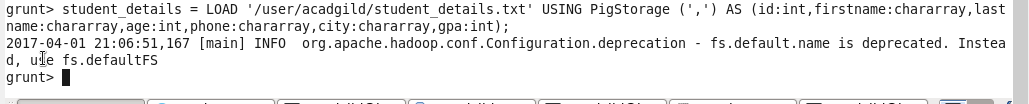 grunt> student_details = LOAD '/user/acadgild/student_details.txt' USING PigStorage (',') AS (id:int,firstname:chararray,last
name:chararray,age:int,phone:chararray,city:chararray,gpa:int);
2017-04-01 21:06:51,167 [main] INFO  org.apache.hadoop.conf.Configuration.deprecation - fs.default.name is deprecated. Instea
d, use fs.defaultFS
grunt>